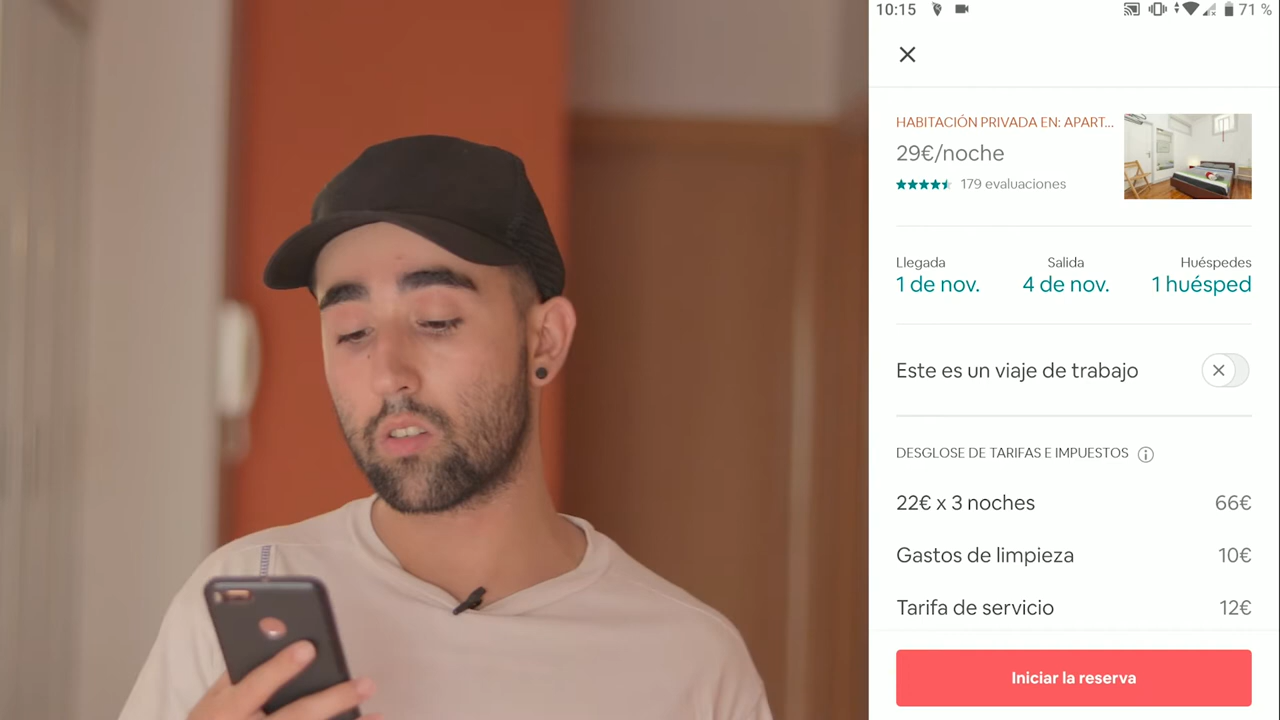 10:15
71 %
HABITACIÓN PRIVADA EN: APART...
29€/noche
179 evaluaciones
Llegada
Salida
Huéspedes
1 de nov.
4 de nov.
1 huésped
Este es un viaje de trabajo
DESGLOSE DE TARIFAS E IMPUESTOS
22€ x 3 noches
66€
Gastos de limpieza
10€
Tarifa de servicio
12€
Iniciar la reserva